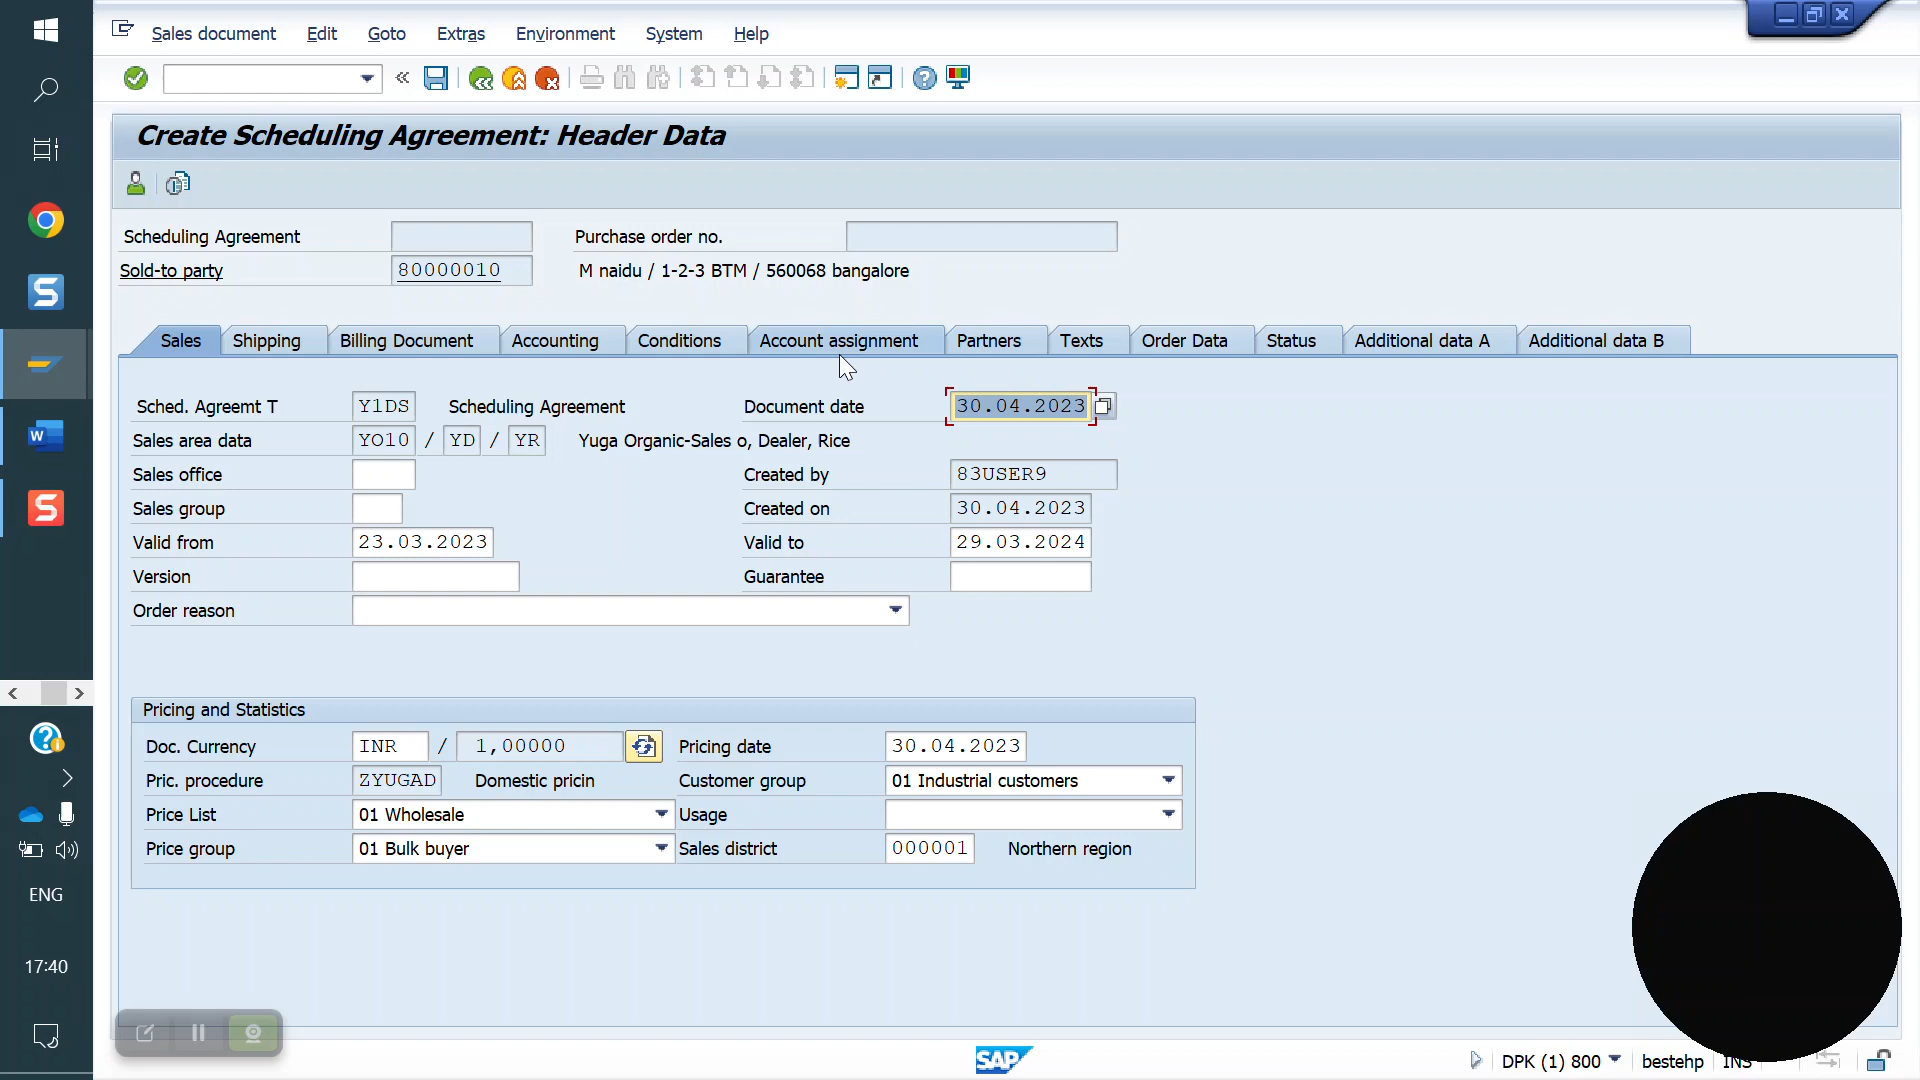 Sales document Edit Goto Extras Environment System Help
Create Scheduling Agreement: Header Data
Scheduling Agreement Purchase order no.
Sold-to party 80000010 M naidu / 1-2-3 BTM / 560068 bangalore
Sales Shipping Billing Document Accounting Conditions Account assignment Partners Texts Order Data Status Additional data A Additional data B
Sched. Agreemt T Y1DS Scheduling Agreement Document date 30.04.2023
Sales area data YO10 / YD / YR Yuga Organic-Sales o, Dealer, Rice
Sales office Created by 83USER9
Sales group Created on 30.04.2023
Valid from 23.03.2023 Valid to 29.03.2024
Version Guarantee
Order reason
Pricing and Statistics
Doc. Currency INR / 1,00000 Pricing date 30.04.2023
Pric. procedure ZYUGAD Domestic pricin Customer group 01 Industrial customers
Price List 01 Wholesale Usage
Price group 01 Bulk buyer Sales district 000001 Northern region
ENG
17:40
SAP DPK (1) 800 bestehp INS